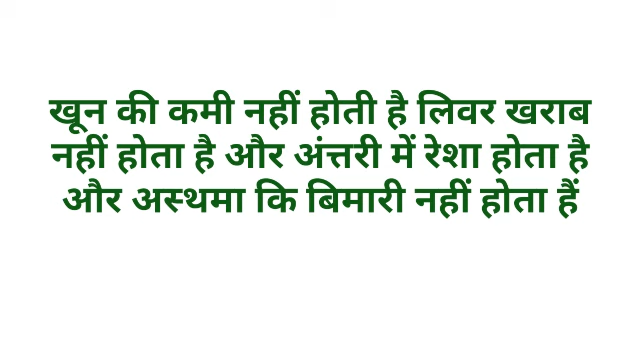 खून की कमी नहीं होती है लिवर खराब
नहीं होता है और अंत्तरी में रेशा होता है
और अस्थमा कि बिमारी नहीं होता हैं